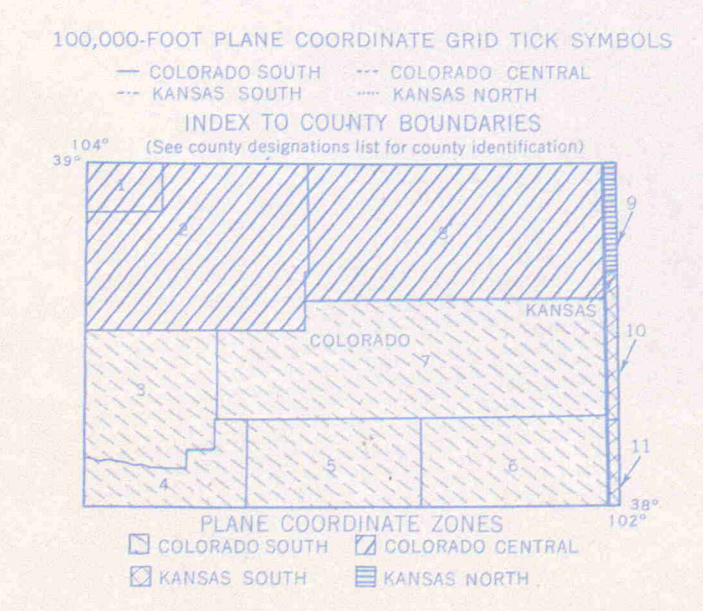 100,000-FOOT PLANE COORDINATE GRID TICK SYMBOLS
COLORADO SOUTH COLORADO CENTRAL
KANSAS SOUTH KANSAS NORTH
INDEX TO COUNTY BOUNDARIES
(See county designations list for county identification)
104°
39°
1
2
8
9
KANSAS
COLORADO
10
7
3
11
4
5
6
38°
102°
PLANE COORDINATE ZONES
COLORADO SOUTH COLORADO CENTRAL
KANSAS SOUTH KANSAS NORTH